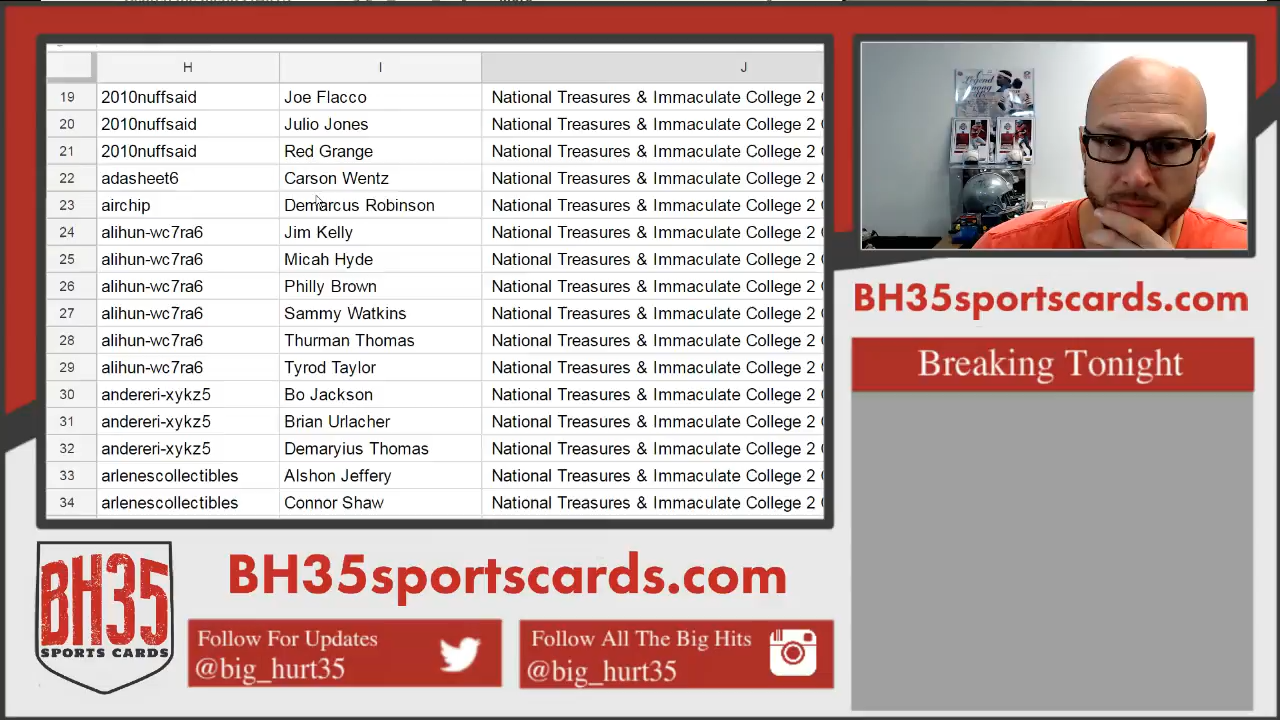 H I J
19 2010nuffsaid Joe Flacco National Treasures & Immaculate College 2
20 2010nuffsaid Julio Jones National Treasures & Immaculate College 2
21 2010nuffsaid Red Grange National Treasures & Immaculate College 2
22 adasheet6 Carson Wentz National Treasures & Immaculate College 2
23 airchip Demarcus Robinson National Treasures & Immaculate College 2
24 alihun-wc7ra6 Jim Kelly National Treasures & Immaculate College 2
25 alihun-wc7ra6 Micah Hyde National Treasures & Immaculate College 2
26 alihun-wc7ra6 Philly Brown National Treasures & Immaculate College 2
27 alihun-wc7ra6 Sammy Watkins National Treasures & Immaculate College 2
28 alihun-wc7ra6 Thurman Thomas National Treasures & Immaculate College 2
29 alihun-wc7ra6 Tyrod Taylor National Treasures & Immaculate College 2
30 andereri-xykz5 Bo Jackson National Treasures & Immaculate College 2
31 andereri-xykz5 Brian Urlacher National Treasures & Immaculate College 2
32 andereri-xykz5 Demaryius Thomas National Treasures & Immaculate College 2
33 arlenescollectibles Alshon Jeffery National Treasures & Immaculate College 2
34 arlenescollectibles Connor Shaw National Treasures & Immaculate College 2
Legend
Among
BH35sportscards.com
Breaking Tonight
BH35
SPORTS CARDS
BH35sportscards.com
Follow For Updates
@big_hurt35
Follow All The Big Hits
@big_hurt35